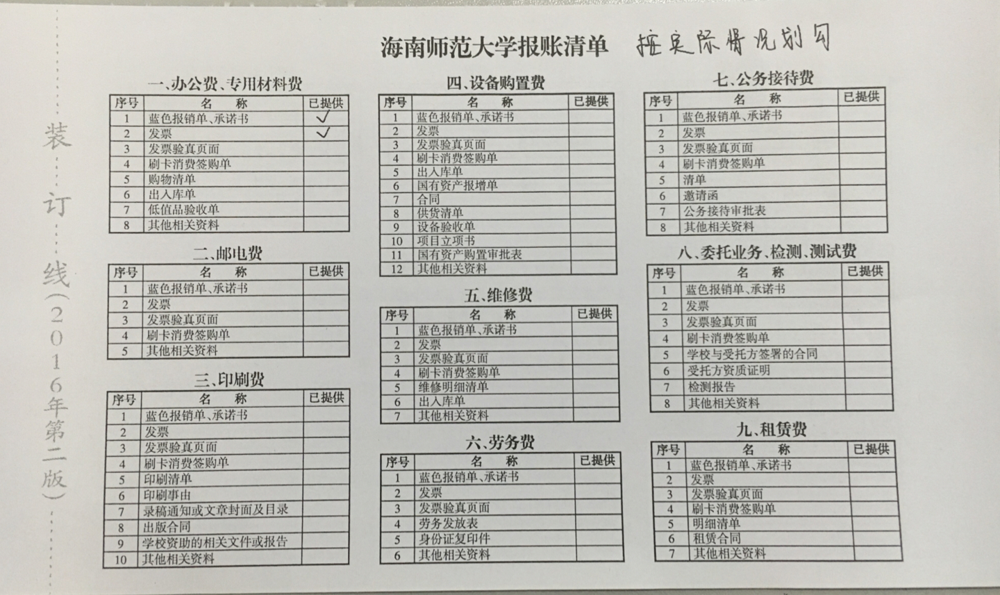 海南师范大学报账清单 按实际情况划勾
一、办公费、专用材料费
序号 名 称 已提供
1 蓝色报销单、承诺书 ✓
2 发票 ✓
3 发票验真页面
4 刷卡消费签购单
5 购物清单
6 出入库单
7 低值品验收单
8 其他相关资料
二、邮电费
序号 名 称 已提供
1 蓝色报销单、承诺书
2 发票
3 发票验真页面
4 刷卡消费签购单
5 其他相关资料
三、印刷费
序号 名 称 已提供
1 蓝色报销单、承诺书
2 发票
3 发票验真页面
4 刷卡消费签购单
5 印刷清单
6 印刷事由
7 录稿通知或文章封面及目录
8 出版合同
9 学校资助的相关文件或报告
10 其他相关资料
四、设备购置费
序号 名 称 已提供
1 蓝色报销单、承诺书
2 发票
3 发票验真页面
4 刷卡消费签购单
5 出入库单
6 国有资产报增单
7 合同
8 供货清单
9 设备验收单
10 项目立项书
11 国有资产购置审批表
12 其他相关资料
五、维修费
序号 名 称 已提供
1 蓝色报销单、承诺书
2 发票
3 发票验真页面
4 刷卡消费签购单
5 维修明细清单
6 出入库单
7 其他相关资料
六、劳务费
序号 名 称 已提供
1 蓝色报销单、承诺书
2 发票
3 发票验真页面
4 劳务发放表
5 身份证复印件
6 其他相关资料
七、公务接待费
序号 名 称 已提供
1 蓝色报销单、承诺书
2 发票
3 发票验真页面
4 刷卡消费签购单
5 清单
6 邀请函
7 公务接待审批表
8 其他相关资料
八、委托业务、检测、测试费
序号 名 称 已提供
1 蓝色报销单、承诺书
2 发票
3 发票验真页面
4 刷卡消费签购单
5 学校与受托方签署的合同
6 受托方资质证明
7 检测报告
8 其他相关资料
九、租赁费
序号 名 称 已提供
1 蓝色报销单、承诺书
2 发票
3 发票验真页面
4 刷卡消费签购单
5 明细清单
6 租赁合同
7 其他相关资料
装订线(2016年第二版)